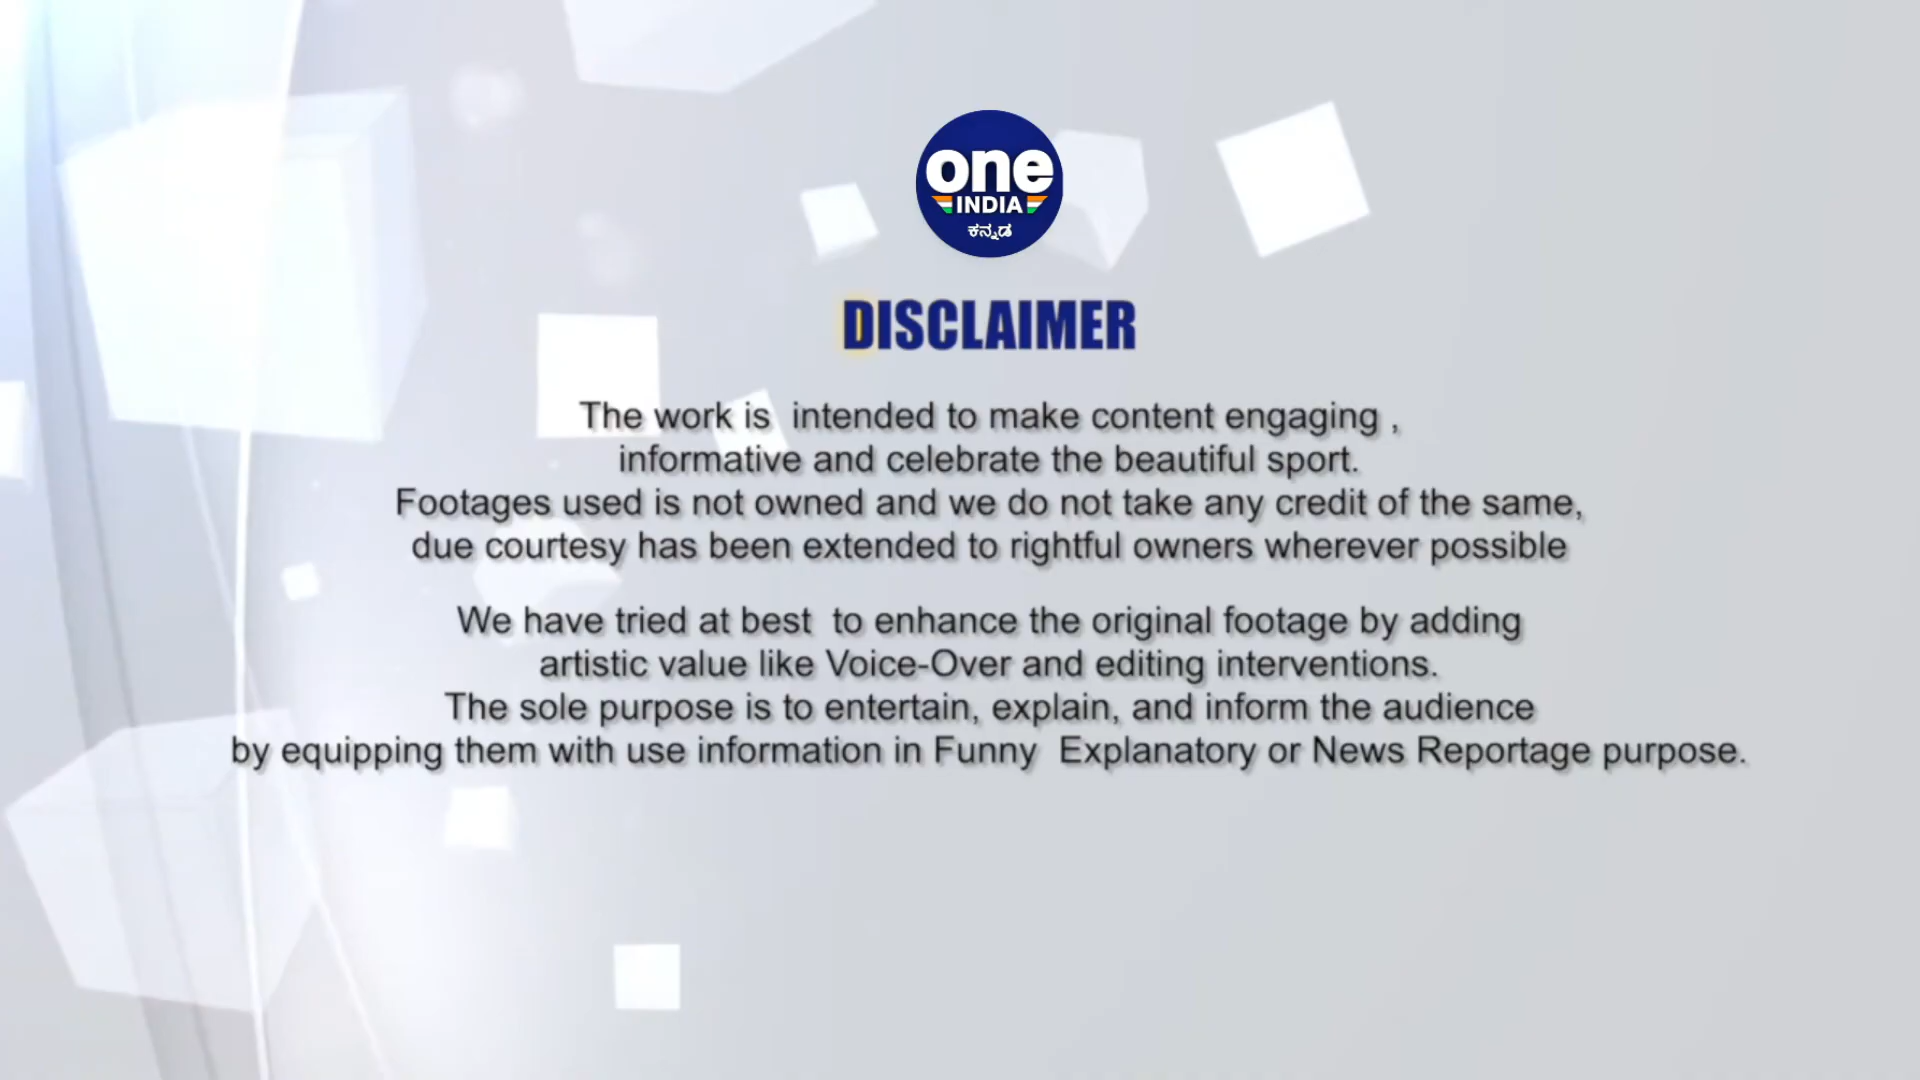 one
INDIA
ಕನ್ನಡ
DISCLAIMER
The work is intended to make content engaging ,
informative and celebrate the beautiful sport.
Footages used is not owned and we do not take any credit of the same,
due courtesy has been extended to rightful owners wherever possible
We have tried at best to enhance the original footage by adding
artistic value like Voice-Over and editing interventions.
The sole purpose is to entertain, explain, and inform the audience
by equipping them with use information in Funny Explanatory or News Reportage purpose.